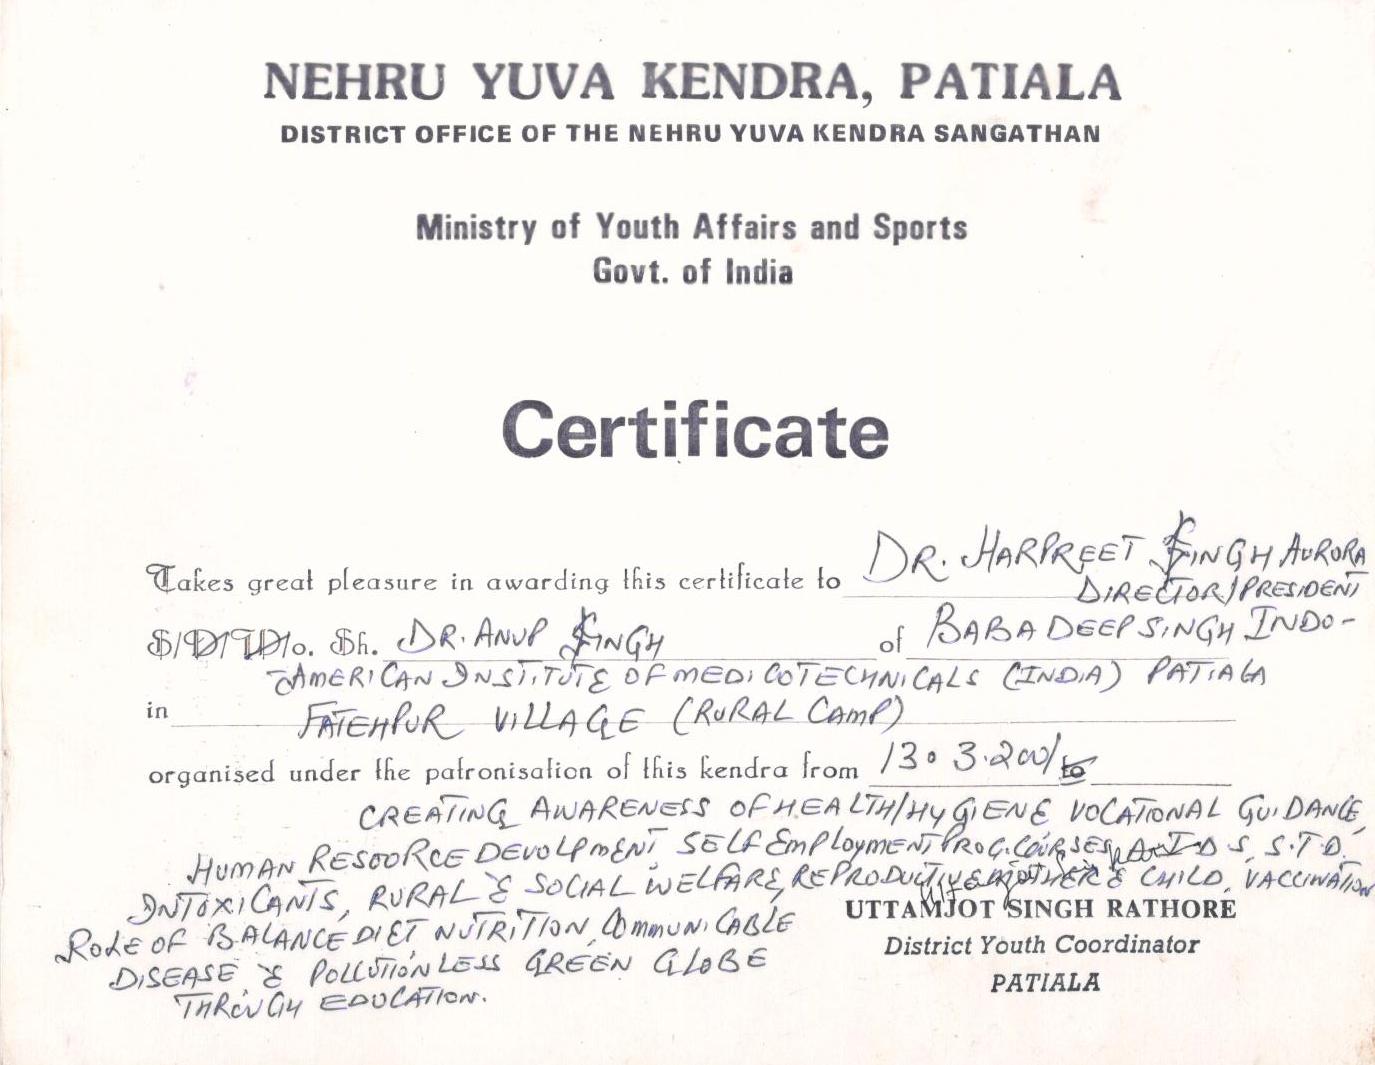 NEHRU YUVA KENDRA, PATIALA
DISTRICT OFFICE OF THE NEHRU YUVA KENDRA SANGATHAN
Ministry of Youth Affairs and Sports
Govt. of India
Certificate
Takes great pleasure in awarding this certificate to DR. HARPREET SINGH AURORA
DIRECTOR/PRESIDENT
S/D/W/o. Sh. DR. ANUP SINGH of BABA DEEP SINGH INDO-
AMERICAN INSTITUTE OF MEDICOTECHNICALS (INDIA) PATIALA
in FATEHPUR VILLAGE (RURAL CAMP)
organised under the patronisation of this kendra from 13.3.2001 to
CREATING AWARENESS OF HEALTH/HYGIENE VOCATIONAL GUIDANCE,
HUMAN RESOORCE DEVOLPMENT SELF EMPLOYMENT PROG. COURSES, A.I.D.S, S.T.D.
INTOXICANTS, RURAL & SOCIAL WELFARE, REPRODUCTIVE MOTHER & CHILD, VACCINATION
ROLE OF BALANCE DIET NUTRITION, COMMUNICABLE
DISEASE, & POLLUTIONLESS GREEN GLOBE
THROUGH EDUCATION.
UTTAMJOT SINGH RATHORE
District Youth Coordinator
PATIALA